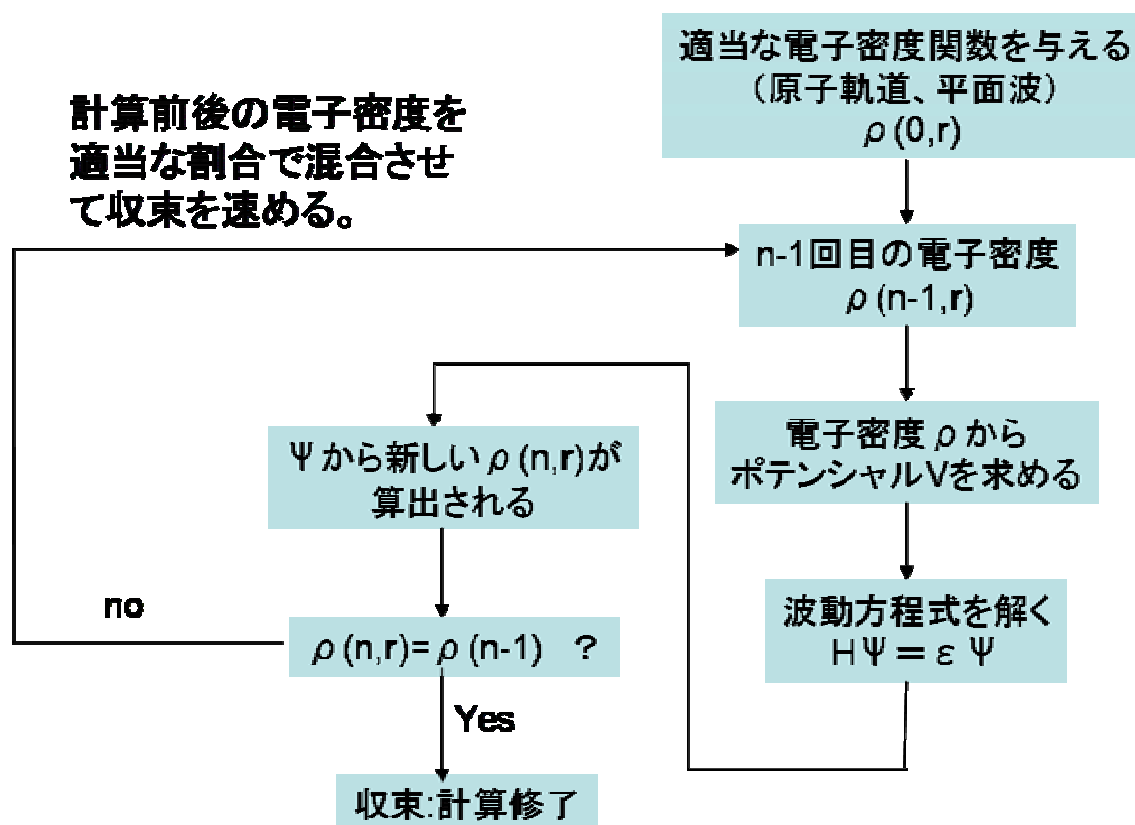 適当な電子密度関数を与える
（原子軌道、平面波）
ρ(0,r)
計算前後の電子密度を
適当な割合で混合させ
て収束を速める。
n-1回目の電子密度
ρ(n-1,r)
電子密度ρから
ポテンシャルVを求める
波動方程式を解く
HΨ＝ε Ψ
Ψから新しいρ(n,r)が
算出される
no
ρ(n,r)=ρ(n-1) ？
Yes
収束:計算修了